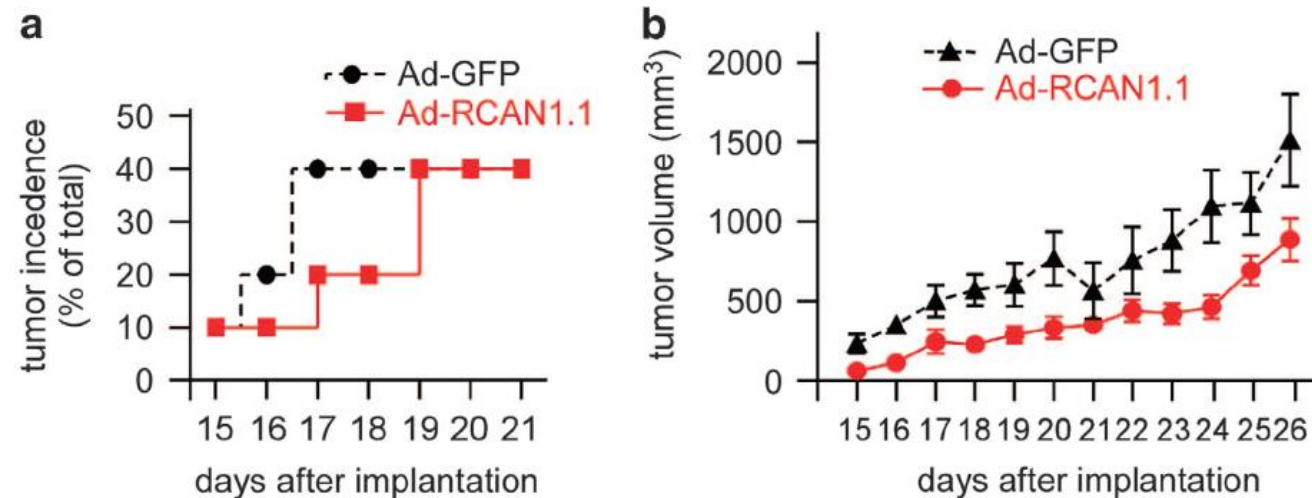 a
Ad-GFP
Ad-RCAN1.1
tumor incedence
(% of total)
50
40
30
20
10
0
15 16 17 18 19 20 21
days after implantation
b
Ad-GFP
Ad-RCAN1.1
tumor volume (mm³)
2000
1500
1000
500
0
15 16 17 18 19 20 21 22 23 24 25 26
days after implantation